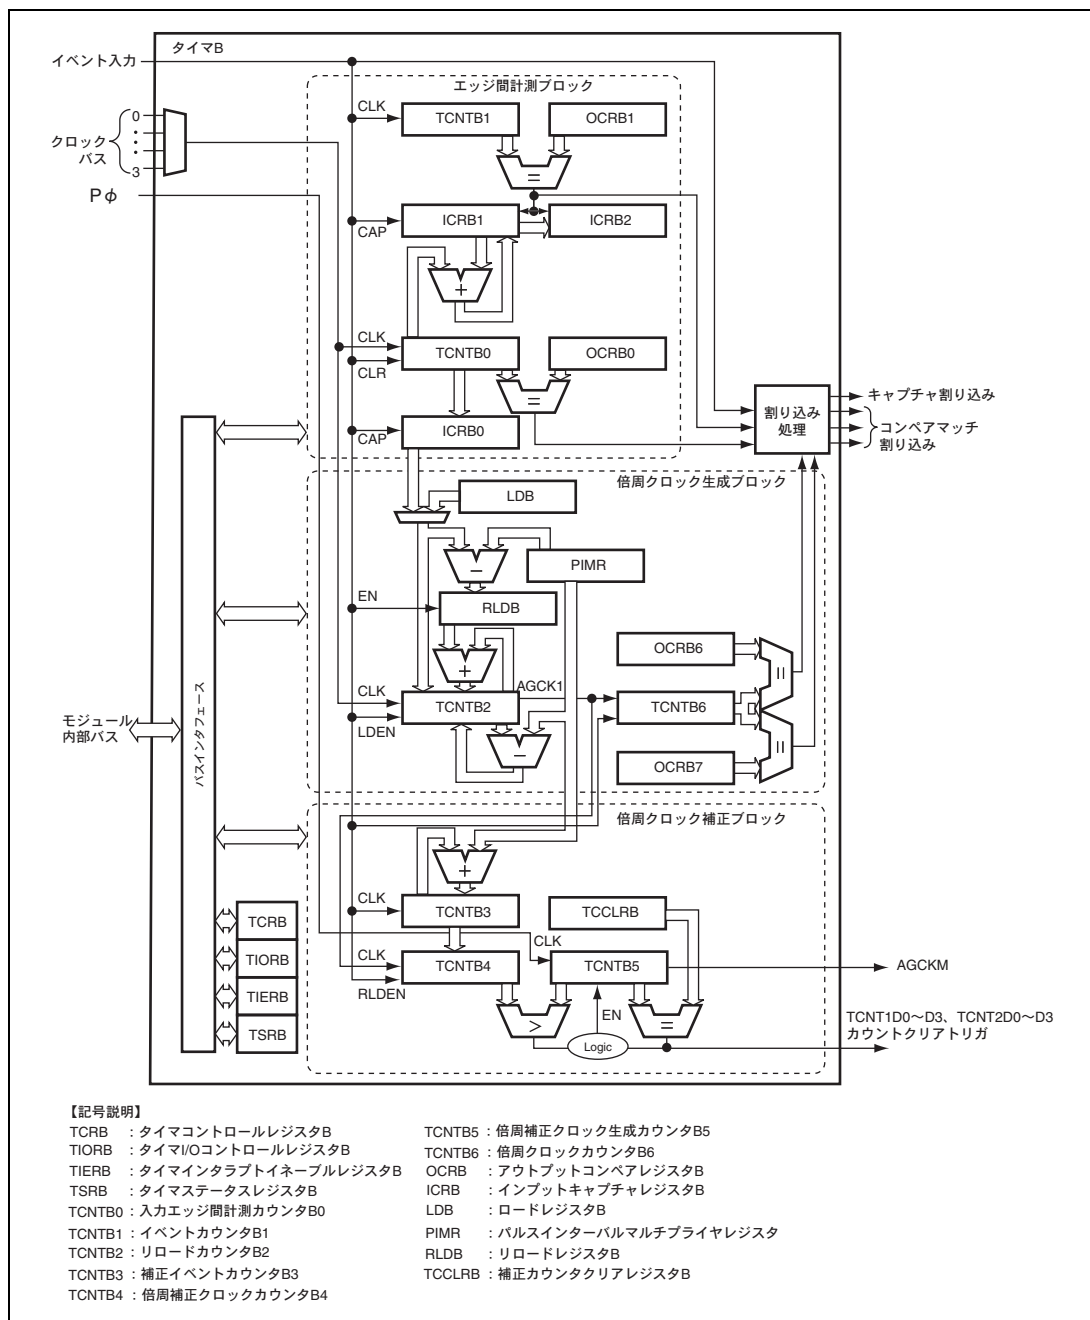 タイマB
イベント入力
エッジ間計測ブロック
CLK
TCNTB1
OCRB1
0
クロック
バス
3
=
Pφ
ICRB1
ICRB2
CAP
+
CLK
TCNTB0
OCRB0
CLR
=
割り込み
処理
キャプチャ割り込み
コンペアマッチ
割り込み
CAP
ICRB0
倍周クロック生成ブロック
LDB
−
PIMR
EN
RLDB
OCRB6
+
=
CLK
AGCK1
TCNTB2
TCNTB6
LDEN
モジュール
内部バス
バスインタフェース
−
=
OCRB7
倍周クロック補正ブロック
+
CLK
TCNTB3
TCCLRB
TCRB
CLK
CLK
TIORB
TCNTB4
TCNTB5
AGCKM
RLDEN
TIERB
>
EN
=
TCNT1D0～D3、TCNT2D0～D3
カウントクリアトリガ
TSRB
Logic
【記号説明】
TCRB ：タイマコントロールレジスタB
TIORB ：タイマI/OコントロールレジスタB
TIERB ：タイマインタラプトイネーブルレジスタB
TSRB ：タイマステータスレジスタB
TCNTB0：入力エッジ間計測カウンタB0
TCNTB1：イベントカウンタB1
TCNTB2：リロードカウンタB2
TCNTB3：補正イベントカウンタB3
TCNTB4：倍周補正クロックカウンタB4
TCNTB5：倍周補正クロック生成カウンタB5
TCNTB6：倍周クロックカウンタB6
OCRB ：アウトプットコンペアレジスタB
ICRB ：インプットキャプチャレジスタB
LDB ：ロードレジスタB
PIMR ：パルスインターバルマルチプライヤレジスタ
RLDB ：リロードレジスタB
TCCLRB ：補正カウンタクリアレジスタB